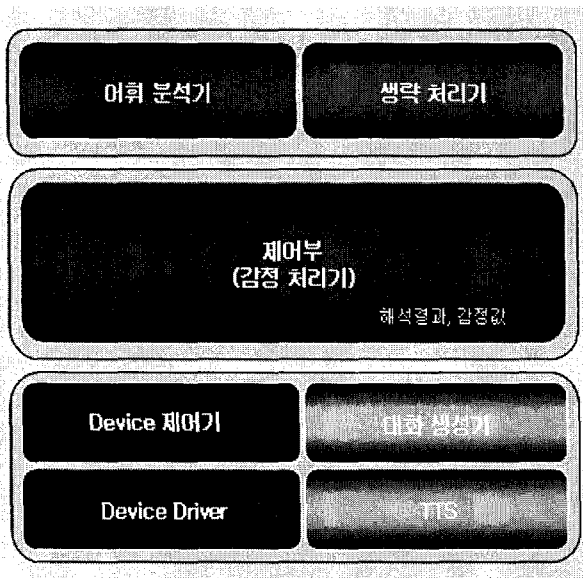 어휘 분석기
생략 처리기
제어부
(감정 처리기)
해석결과, 감정값
Device 제어기
대화 생성기
Device Driver
TTS